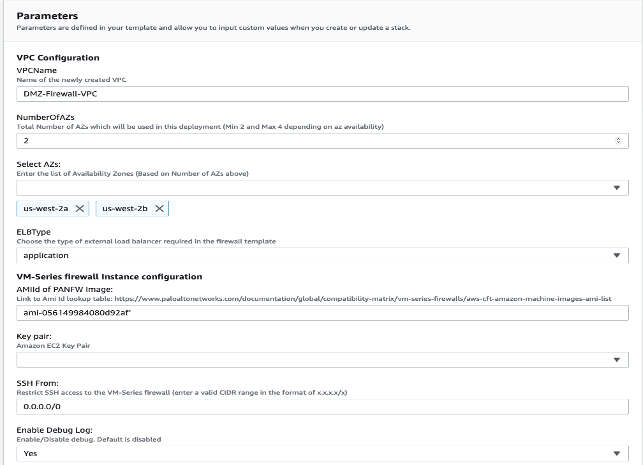 Parameters
Parameters are defined in your template and allow you to input custom values when you create or update a stack.
VPC Configuration
VPCName
Name of the newly created VPC
DMZ-Firewall-VPC
NumberOfAZs
Total Number of AZs which will be used in this deployment (Min 2 and Max 4 depending on az availability)
2
Select AZs:
Enter the list of Availability Zones (Based on Number of AZs above)
us-west-2a us-west-2b
ELBType
Choose the type of external load balancer required in the firewall template
application
VM-Series firewall Instance configuration
AMIId of PANFW Image:
Link to Ami Id lookup table: https://www.paloaltonetworks.com/documentation/global/compatibility-matrix/vm-series-firewalls/aws-cft-amazon-machine-images-ami-list
ami-056149984080d92af"
Key pair:
Amazon EC2 Key Pair
SSH From:
Restrict SSH access to the VM-Series firewall (enter a valid CIDR range in the format of x.x.x.x/x)
0.0.0.0/0
Enable Debug Log:
Enable/Disable debug. Default is disabled
Yes